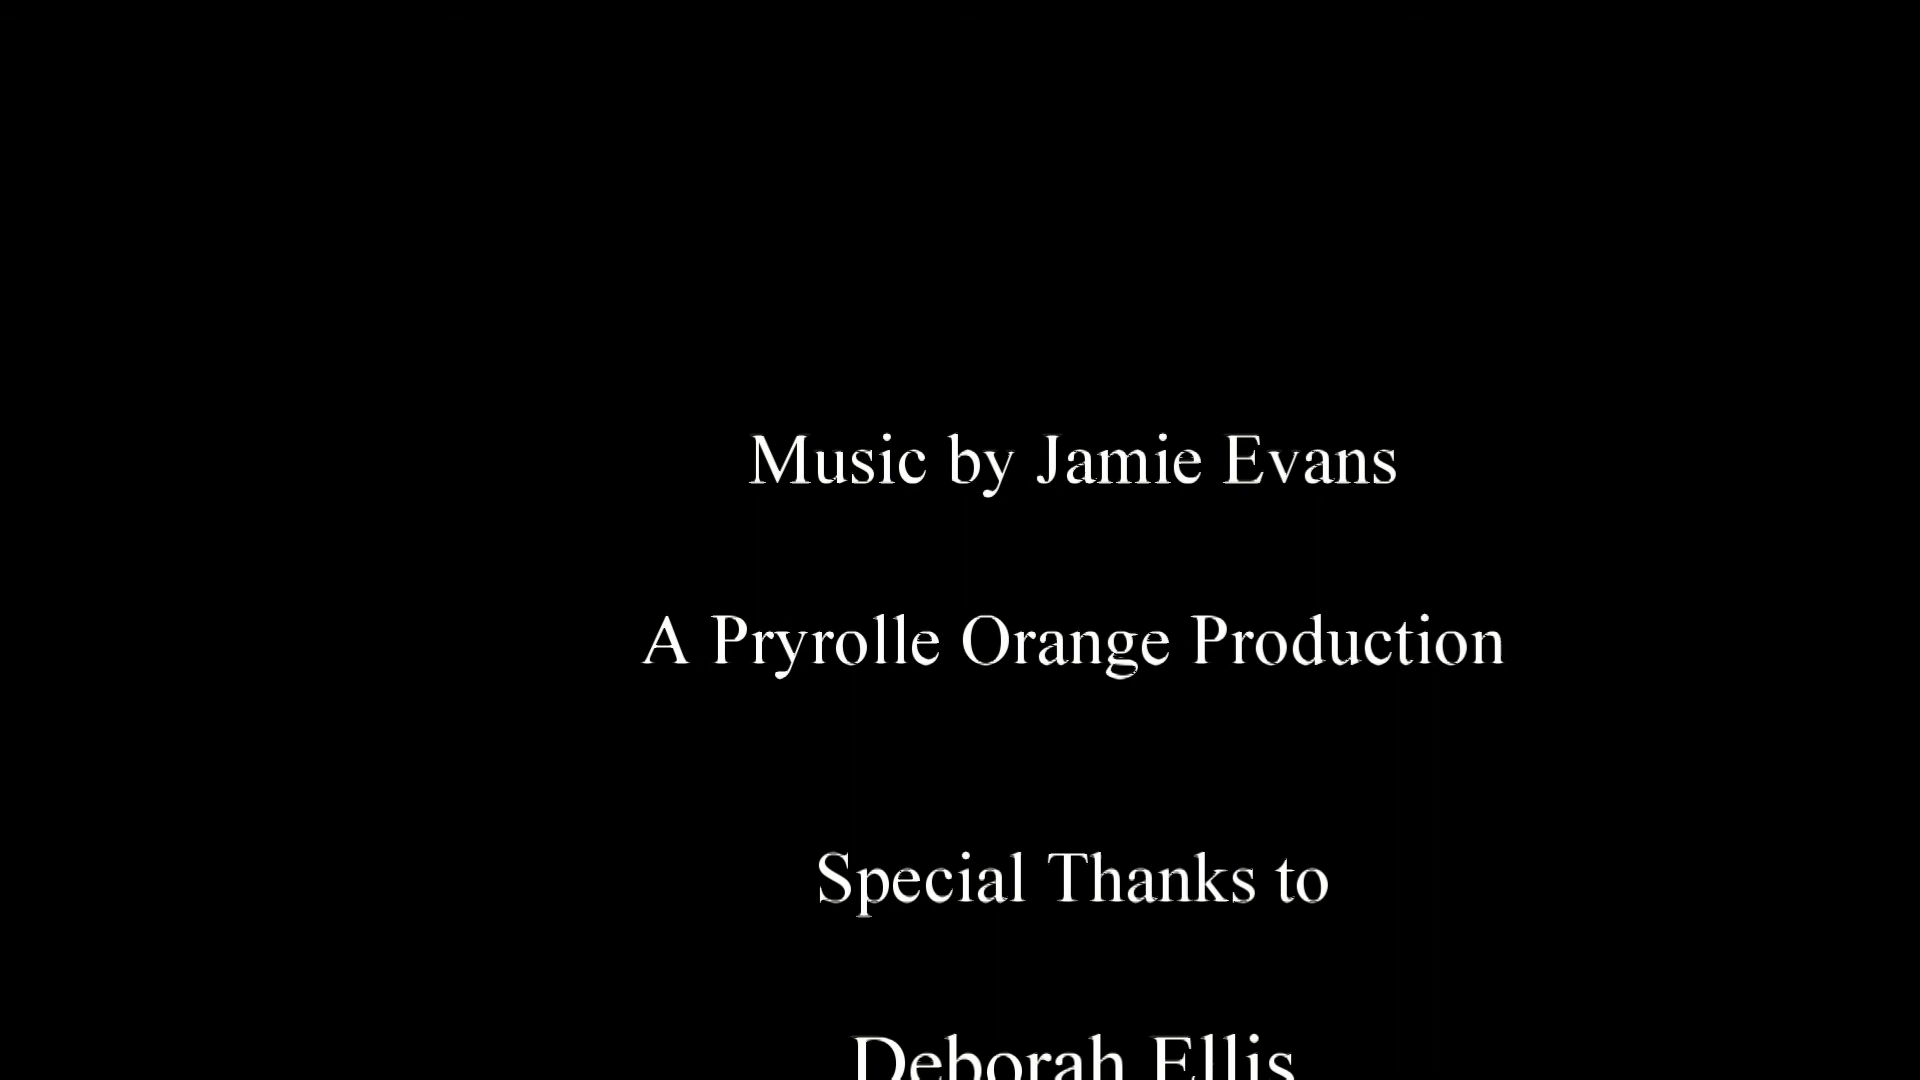 Music by Jamie Evans
A Pryrolle Orange Production
Special Thanks to
Deborah Ellis